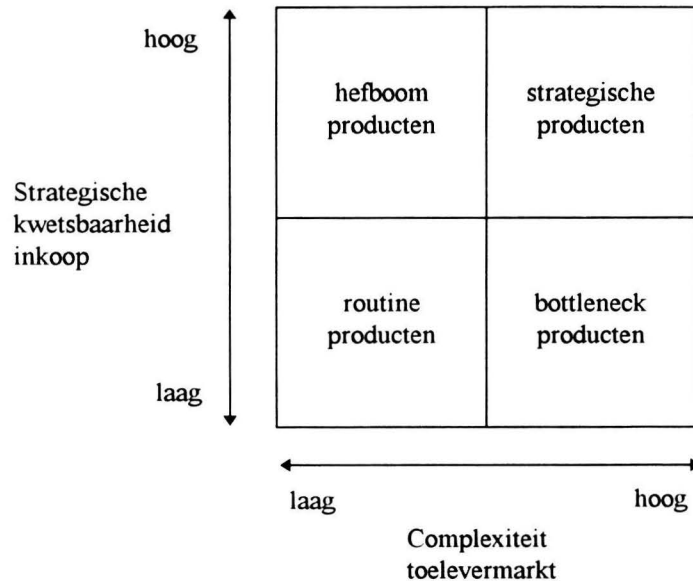 hoog
hefboom
producten
strategische
producten
Strategische
kwetsbaarheid
inkoop
routine
producten
bottleneck
producten
laag
laag
hoog
Complexiteit
toelevermarkt